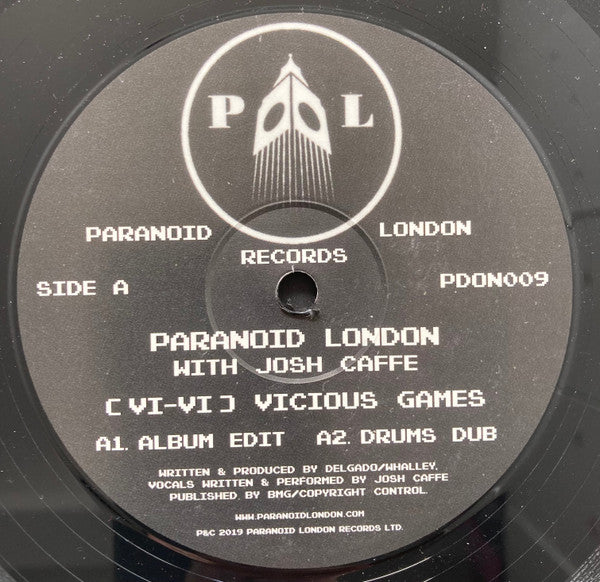 P L
PARANOID LONDON
RECORDS
SIDE A PDON009
PARANOID LONDON
WITH JOSH CAFFE
[VI-VI] VICIOUS GAMES
A1. ALBUM EDIT A2. DRUMS DUB
WRITTEN & PRODUCED BY DELGADO/WHALLEY.
VOCALS WRITTEN & PERFORMED BY JOSH CAFFE
PUBLISHED BY BMG/COPYRIGHT CONTROL.
WWW.PARANOIDLONDON.COM
P&C 2019 PARANOID LONDON RECORDS LTD.